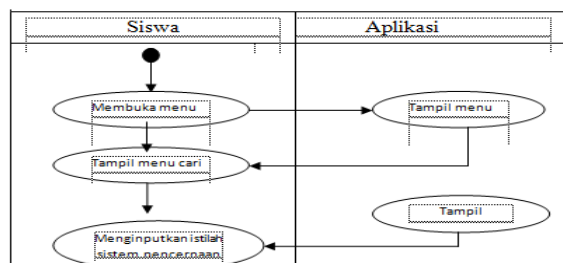 Siswa
Aplikasi
Membuka menu
Tampil menu
Tampil menu cari
Tampil
Menginputkan istilah
sistem pencernaan